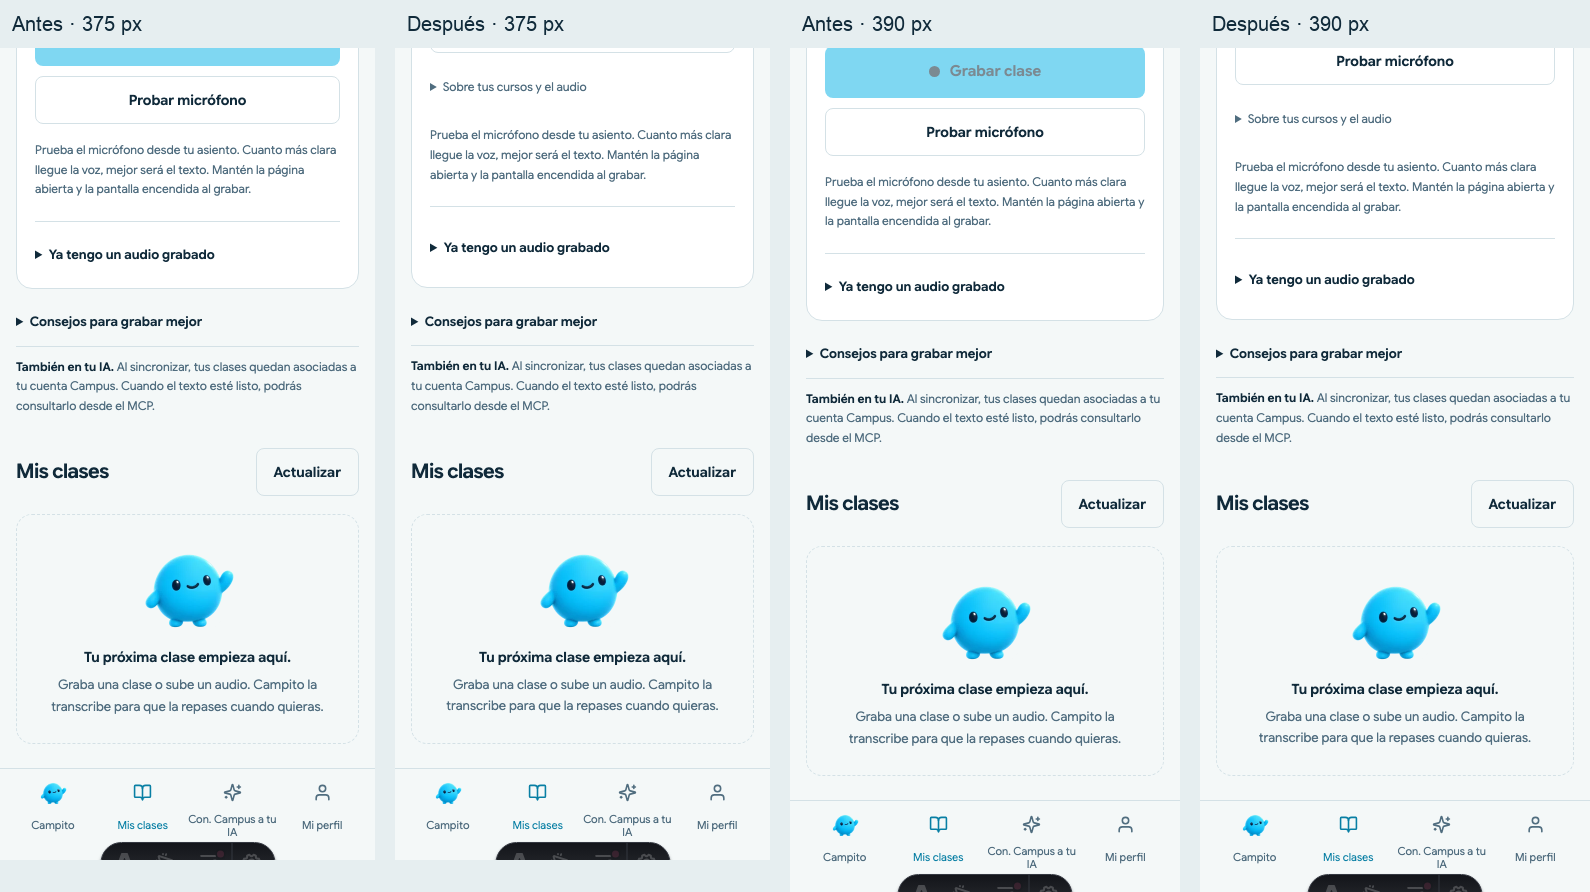 Antes · 375 px
Probar micrófono
Prueba el micrófono desde tu asiento. Cuanto más clara
llegue la voz, mejor será el texto. Mantén la página
abierta y la pantalla encendida al grabar.
Ya tengo un audio grabado
Consejos para grabar mejor
También en tu IA. Al sincronizar, tus clases quedan asociadas a
tu cuenta Campus. Cuando el texto esté listo, podrás
consultarlo desde el MCP.
Mis clases
Actualizar
Tu próxima clase empieza aquí.
Graba una clase o sube un audio. Campito la
transcribe para que la repases cuando quieras.
Campito
Mis clases
Con. Campus a tu
IA
Mi perfil
Después · 375 px
Sobre tus cursos y el audio
Prueba el micrófono desde tu asiento. Cuanto más clara
llegue la voz, mejor será el texto. Mantén la página
abierta y la pantalla encendida al grabar.
Ya tengo un audio grabado
Consejos para grabar mejor
También en tu IA. Al sincronizar, tus clases quedan asociadas a
tu cuenta Campus. Cuando el texto esté listo, podrás
consultarlo desde el MCP.
Mis clases
Actualizar
Tu próxima clase empieza aquí.
Graba una clase o sube un audio. Campito la
transcribe para que la repases cuando quieras.
Campito
Mis clases
Con. Campus a tu
IA
Mi perfil
Antes · 390 px
Grabar clase
Probar micrófono
Prueba el micrófono desde tu asiento. Cuanto más clara
llegue la voz, mejor será el texto. Mantén la página abierta y
la pantalla encendida al grabar.
Ya tengo un audio grabado
Consejos para grabar mejor
También en tu IA. Al sincronizar, tus clases quedan asociadas a tu
cuenta Campus. Cuando el texto esté listo, podrás consultarlo
desde el MCP.
Mis clases
Actualizar
Tu próxima clase empieza aquí.
Graba una clase o sube un audio. Campito la
transcribe para que la repases cuando quieras.
Campito
Mis clases
Con. Campus a tu
IA
Mi perfil
Después · 390 px
Probar micrófono
Sobre tus cursos y el audio
Prueba el micrófono desde tu asiento. Cuanto más clara
llegue la voz, mejor será el texto. Mantén la página abierta y
la pantalla encendida al grabar.
Ya tengo un audio grabado
Consejos para grabar mejor
También en tu IA. Al sincronizar, tus clases quedan asociadas a tu
cuenta Campus. Cuando el texto esté listo, podrás consultarlo
desde el MCP.
Mis clases
Actualizar
Tu próxima clase empieza aquí.
Graba una clase o sube un audio. Campito la
transcribe para que la repases cuando quieras.
Campito
Mis clases
Con. Campus a tu
IA
Mi perfil